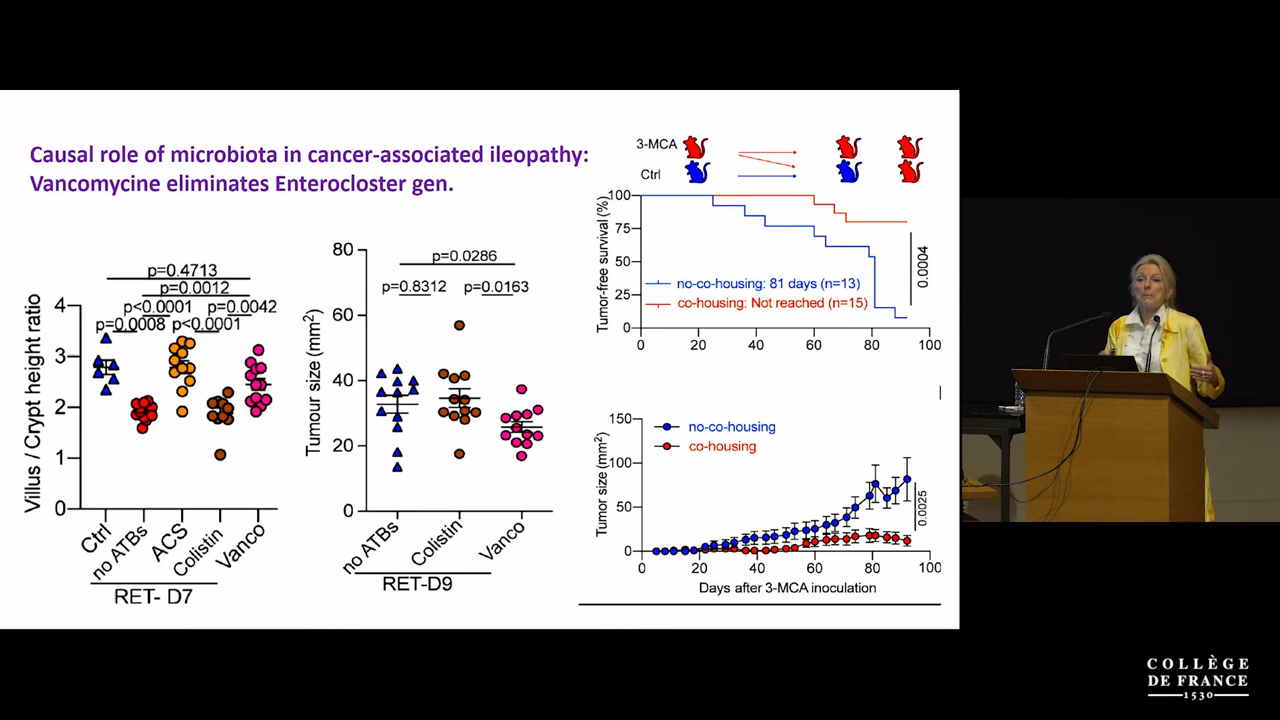 Causal role of microbiota in cancer-associated ileopathy:
Vancomycine eliminates Enterocloster gen.
Villus / Crypt height ratio
4
3
2
1
0
p=0.4713
p=0.0012
p<0.0001
p=0.0042
p=0.0008
p<0.0001
Ctrl
no ATBs
ACS
Colistin
Vanco
RET- D7
Tumour size (mm²)
80
60
40
20
0
p=0.0286
p=0.8312
p=0.0163
no ATBs
Colistin
Vanco
RET-D9
3-MCA
Ctrl
Tumor-free survival (%)
100
75
50
25
0
no-co-housing: 81 days (n=13)
co-housing: Not reached (n=15)
0.0004
0
20
40
60
80
100
Tumor size (mm²)
150
100
50
0
no-co-housing
co-housing
0.0025
0
20
40
60
80
100
Days after 3-MCA inoculation
COLLÈGE
DE FRANCE
1530